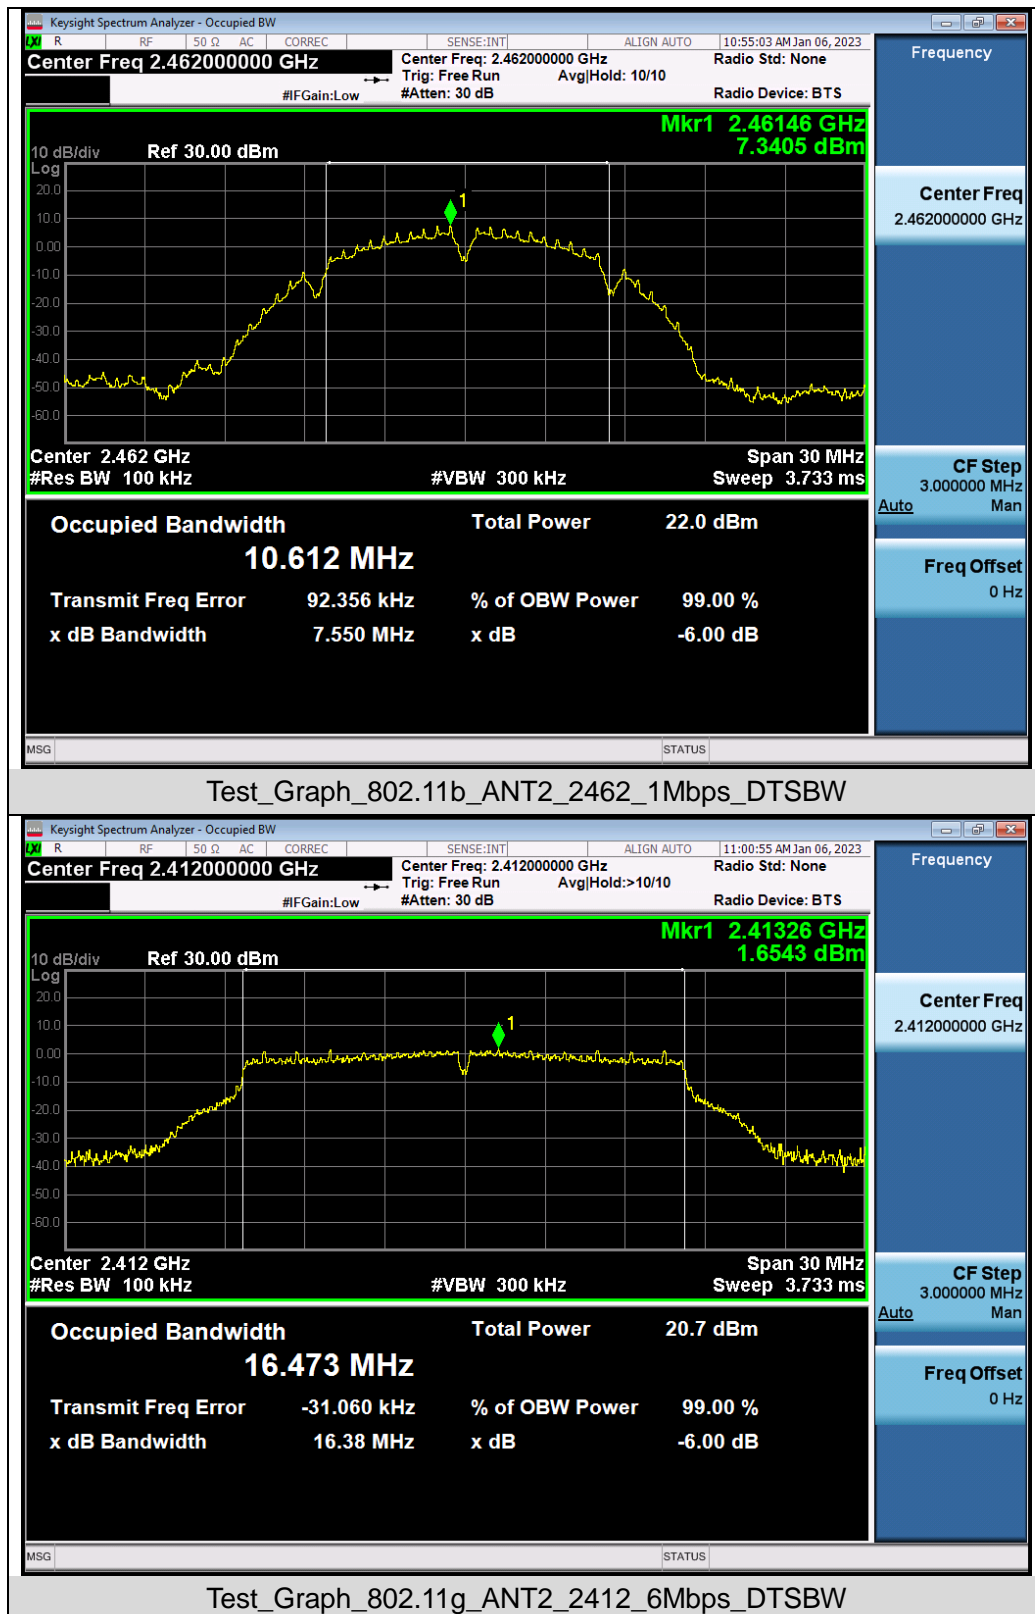 Keysight Spectrum Analyzer - Occupied BW
LXI R RF 50 Ω AC CORREC SENSE:INT ALIGN AUTO 10:55:03 AM Jan 06, 2023
Center Freq 2.462000000 GHz
Center Freq: 2.462000000 GHz
Radio Std: None
Trig: Free Run Avg|Hold: 10/10
#IFGain:Low
#Atten: 30 dB
Radio Device: BTS
Frequency
Mkr1 2.46146 GHz
7.3405 dBm
10 dB/div Ref 30.00 dBm
Log
20.0
10.0
0.00
-10.0
-20.0
-30.0
-40.0
-50.0
-60.0
1
Center Freq
2.462000000 GHz
Center 2.462 GHz
Span 30 MHz
#Res BW 100 kHz
#VBW 300 kHz
Sweep 3.733 ms
CF Step
3.000000 MHz
Auto Man
Occupied Bandwidth
10.612 MHz
Total Power 22.0 dBm
Transmit Freq Error 92.356 kHz
% of OBW Power 99.00 %
x dB Bandwidth 7.550 MHz
x dB -6.00 dB
Freq Offset
0 Hz
MSG STATUS
Test_Graph_802.11b_ANT2_2462_1Mbps_DTSBW
Keysight Spectrum Analyzer - Occupied BW
LXI R RF 50 Ω AC CORREC SENSE:INT ALIGN AUTO 11:00:55 AM Jan 06, 2023
Center Freq 2.412000000 GHz
Center Freq: 2.412000000 GHz
Radio Std: None
Trig: Free Run Avg|Hold:>10/10
#IFGain:Low
#Atten: 30 dB
Radio Device: BTS
Frequency
Mkr1 2.41326 GHz
1.6543 dBm
10 dB/div Ref 30.00 dBm
Log
20.0
10.0
0.00
-10.0
-20.0
-30.0
-40.0
-50.0
-60.0
1
Center Freq
2.412000000 GHz
Center 2.412 GHz
Span 30 MHz
#Res BW 100 kHz
#VBW 300 kHz
Sweep 3.733 ms
CF Step
3.000000 MHz
Auto Man
Occupied Bandwidth
16.473 MHz
Total Power 20.7 dBm
Transmit Freq Error -31.060 kHz
% of OBW Power 99.00 %
x dB Bandwidth 16.38 MHz
x dB -6.00 dB
Freq Offset
0 Hz
MSG STATUS
Test_Graph_802.11g_ANT2_2412_6Mbps_DTSBW